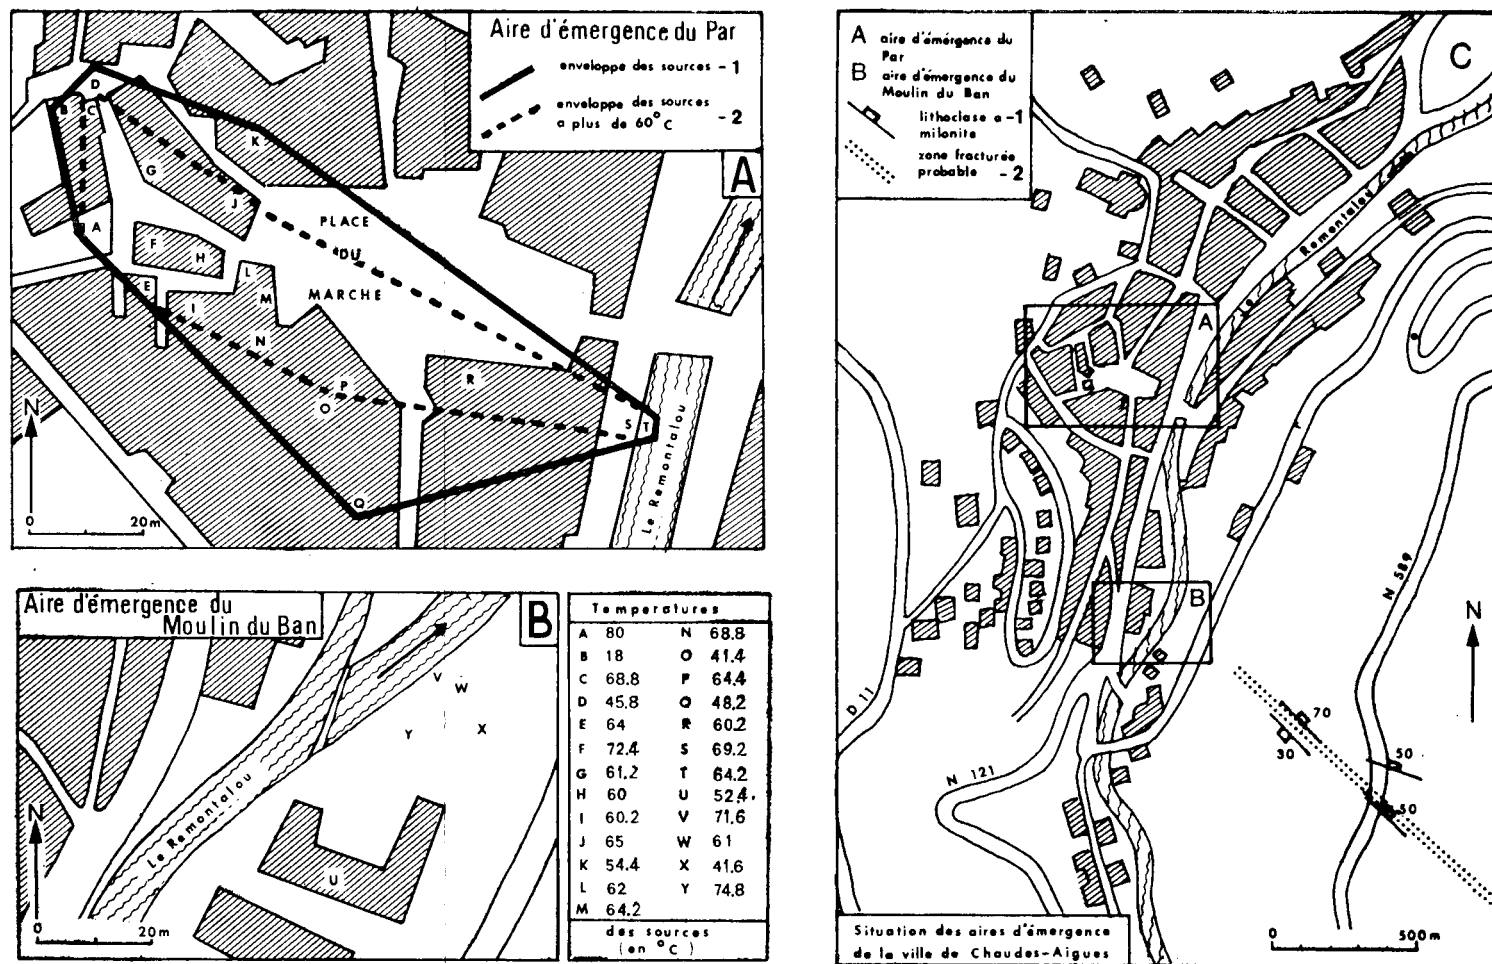 Aire d'émergence du Par
enveloppe des sources - 1
enveloppe des sources
a plus de 60°C - 2
A
D
B C
K
G
J
A
F
H
E
L
I
M
N
P
O
R
S T
Q
PLACE
DU
MARCHE
Le Remontalou
N
0 20m
Aire d'émergence du
Moulin du Ban
B
V
W
Y
X
U
Le Remontalou
N
0 20m
Temperatures
A 80 N 68.8
B 18 O 41.4
C 68.8 P 64.4
D 45.8 Q 48.2
E 64 R 60.2
F 72.4 S 69.2
G 61.2 T 64.2
H 60 U 52.4
I 60.2 V 71.6
J 65 W 61
K 54.4 X 41.6
L 62 Y 74.8
M 64.2
des sources
(en °C)
A aire d'émérgence du
Par
B aire d'émergence du
Moulin du Ban
lithoclase a - 1
milonite
zone fracturée
probable - 2
C
Le Remontalou
A
B
N 589
D 11
N 121
N
70
30
50
50
Situation des aires d'émergence
de la ville de Chaudes-Aigues
0 500m